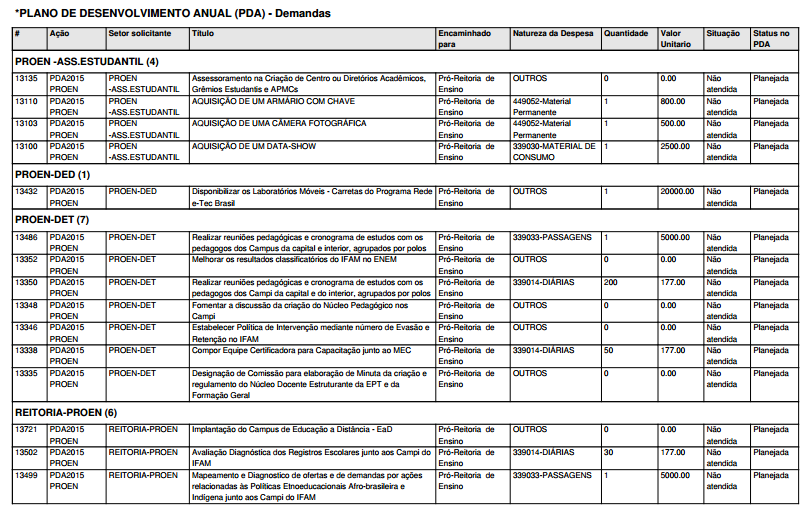 *PLANO DE DESENVOLVIMENTO ANUAL (PDA) - Demandas
# Ação Setor solicitante Título Encaminhado para Natureza da Despesa Quantidade Valor Unitario Situação Status no PDA
PROEN -ASS.ESTUDANTIL (4)
13135 PDA2015 PROEN PROEN -ASS.ESTUDANTIL Assessoramento na Criação de Centro ou Diretórios Acadêmicos, Grêmios Estudantis e APMCs Pró-Reitoria de Ensino OUTROS 0 0.00 Não atendida Planejada
13110 PDA2015 PROEN PROEN -ASS.ESTUDANTIL AQUISIÇÃO DE UM ARMÁRIO COM CHAVE Pró-Reitoria de Ensino 449052-Material Permanente 1 800.00 Não atendida Planejada
13103 PDA2015 PROEN PROEN -ASS.ESTUDANTIL AQUISIÇÃO DE UMA CÂMERA FOTOGRÁFICA Pró-Reitoria de Ensino 449052-Material Permanente 1 500.00 Não atendida Planejada
13100 PDA2015 PROEN PROEN -ASS.ESTUDANTIL AQUISIÇÃO DE UM DATA-SHOW Pró-Reitoria de Ensino 339030-MATERIAL DE CONSUMO 1 2500.00 Não atendida Planejada
PROEN-DED (1)
13432 PDA2015 PROEN PROEN-DED Disponibilizar os Laboratórios Móveis - Carretas do Programa Rede e-Tec Brasil Pró-Reitoria de Ensino OUTROS 1 20000.00 Não atendida Planejada
PROEN-DET (7)
13486 PDA2015 PROEN PROEN-DET Realizar reuniões pedagógicas e cronograma de estudos com os pedagogos dos Campus da capital e interior, agrupados por polos Pró-Reitoria de Ensino 339033-PASSAGENS 1 5000.00 Não atendida Planejada
13352 PDA2015 PROEN PROEN-DET Melhorar os resultados classificatórios do IFAM no ENEM Pró-Reitoria de Ensino OUTROS 0 0.00 Não atendida Planejada
13350 PDA2015 PROEN PROEN-DET Realizar reuniões pedagógicas e cronograma de estudos com os pedagogos dos Campi da capital e do interior, agrupados por polos Pró-Reitoria de Ensino 339014-DIÁRIAS 200 177.00 Não atendida Planejada
13348 PDA2015 PROEN PROEN-DET Fomentar a discussão da criação do Núcleo Pedagógico nos Campi Pró-Reitoria de Ensino OUTROS 0 0.00 Não atendida Planejada
13346 PDA2015 PROEN PROEN-DET Estabelecer Política de Intervenção mediante número de Evasão e Retenção no IFAM Pró-Reitoria de Ensino OUTROS 0 0.00 Não atendida Planejada
13338 PDA2015 PROEN PROEN-DET Compor Equipe Certificadora para Capacitação junto ao MEC Pró-Reitoria de Ensino 339014-DIÁRIAS 50 177.00 Não atendida Planejada
13335 PDA2015 PROEN PROEN-DET Designação de Comissão para elaboração de Minuta da criação e regulamento do Núcleo Docente Estruturante da EPT e da Formação Geral Pró-Reitoria de Ensino OUTROS 0 0.00 Não atendida Planejada
REITORIA-PROEN (6)
13721 PDA2015 PROEN REITORIA-PROEN Implantação do Campus de Educação a Distância - EaD Pró-Reitoria de Ensino OUTROS 0 0.00 Não atendida Planejada
13502 PDA2015 PROEN REITORIA-PROEN Avaliação Diagnóstica dos Registros Escolares junto aos Campi do IFAM Pró-Reitoria de Ensino 339014-DIÁRIAS 30 177.00 Não atendida Planejada
13499 PDA2015 PROEN REITORIA-PROEN Mapeamento e Diagnostico de ofertas e de demandas por ações relacionadas às Políticas Etnoeducacionais Afro-brasileira e Indígena junto aos Campi do IFAM Pró-Reitoria de Ensino 339033-PASSAGENS 1 5000.00 Não atendida Planejada